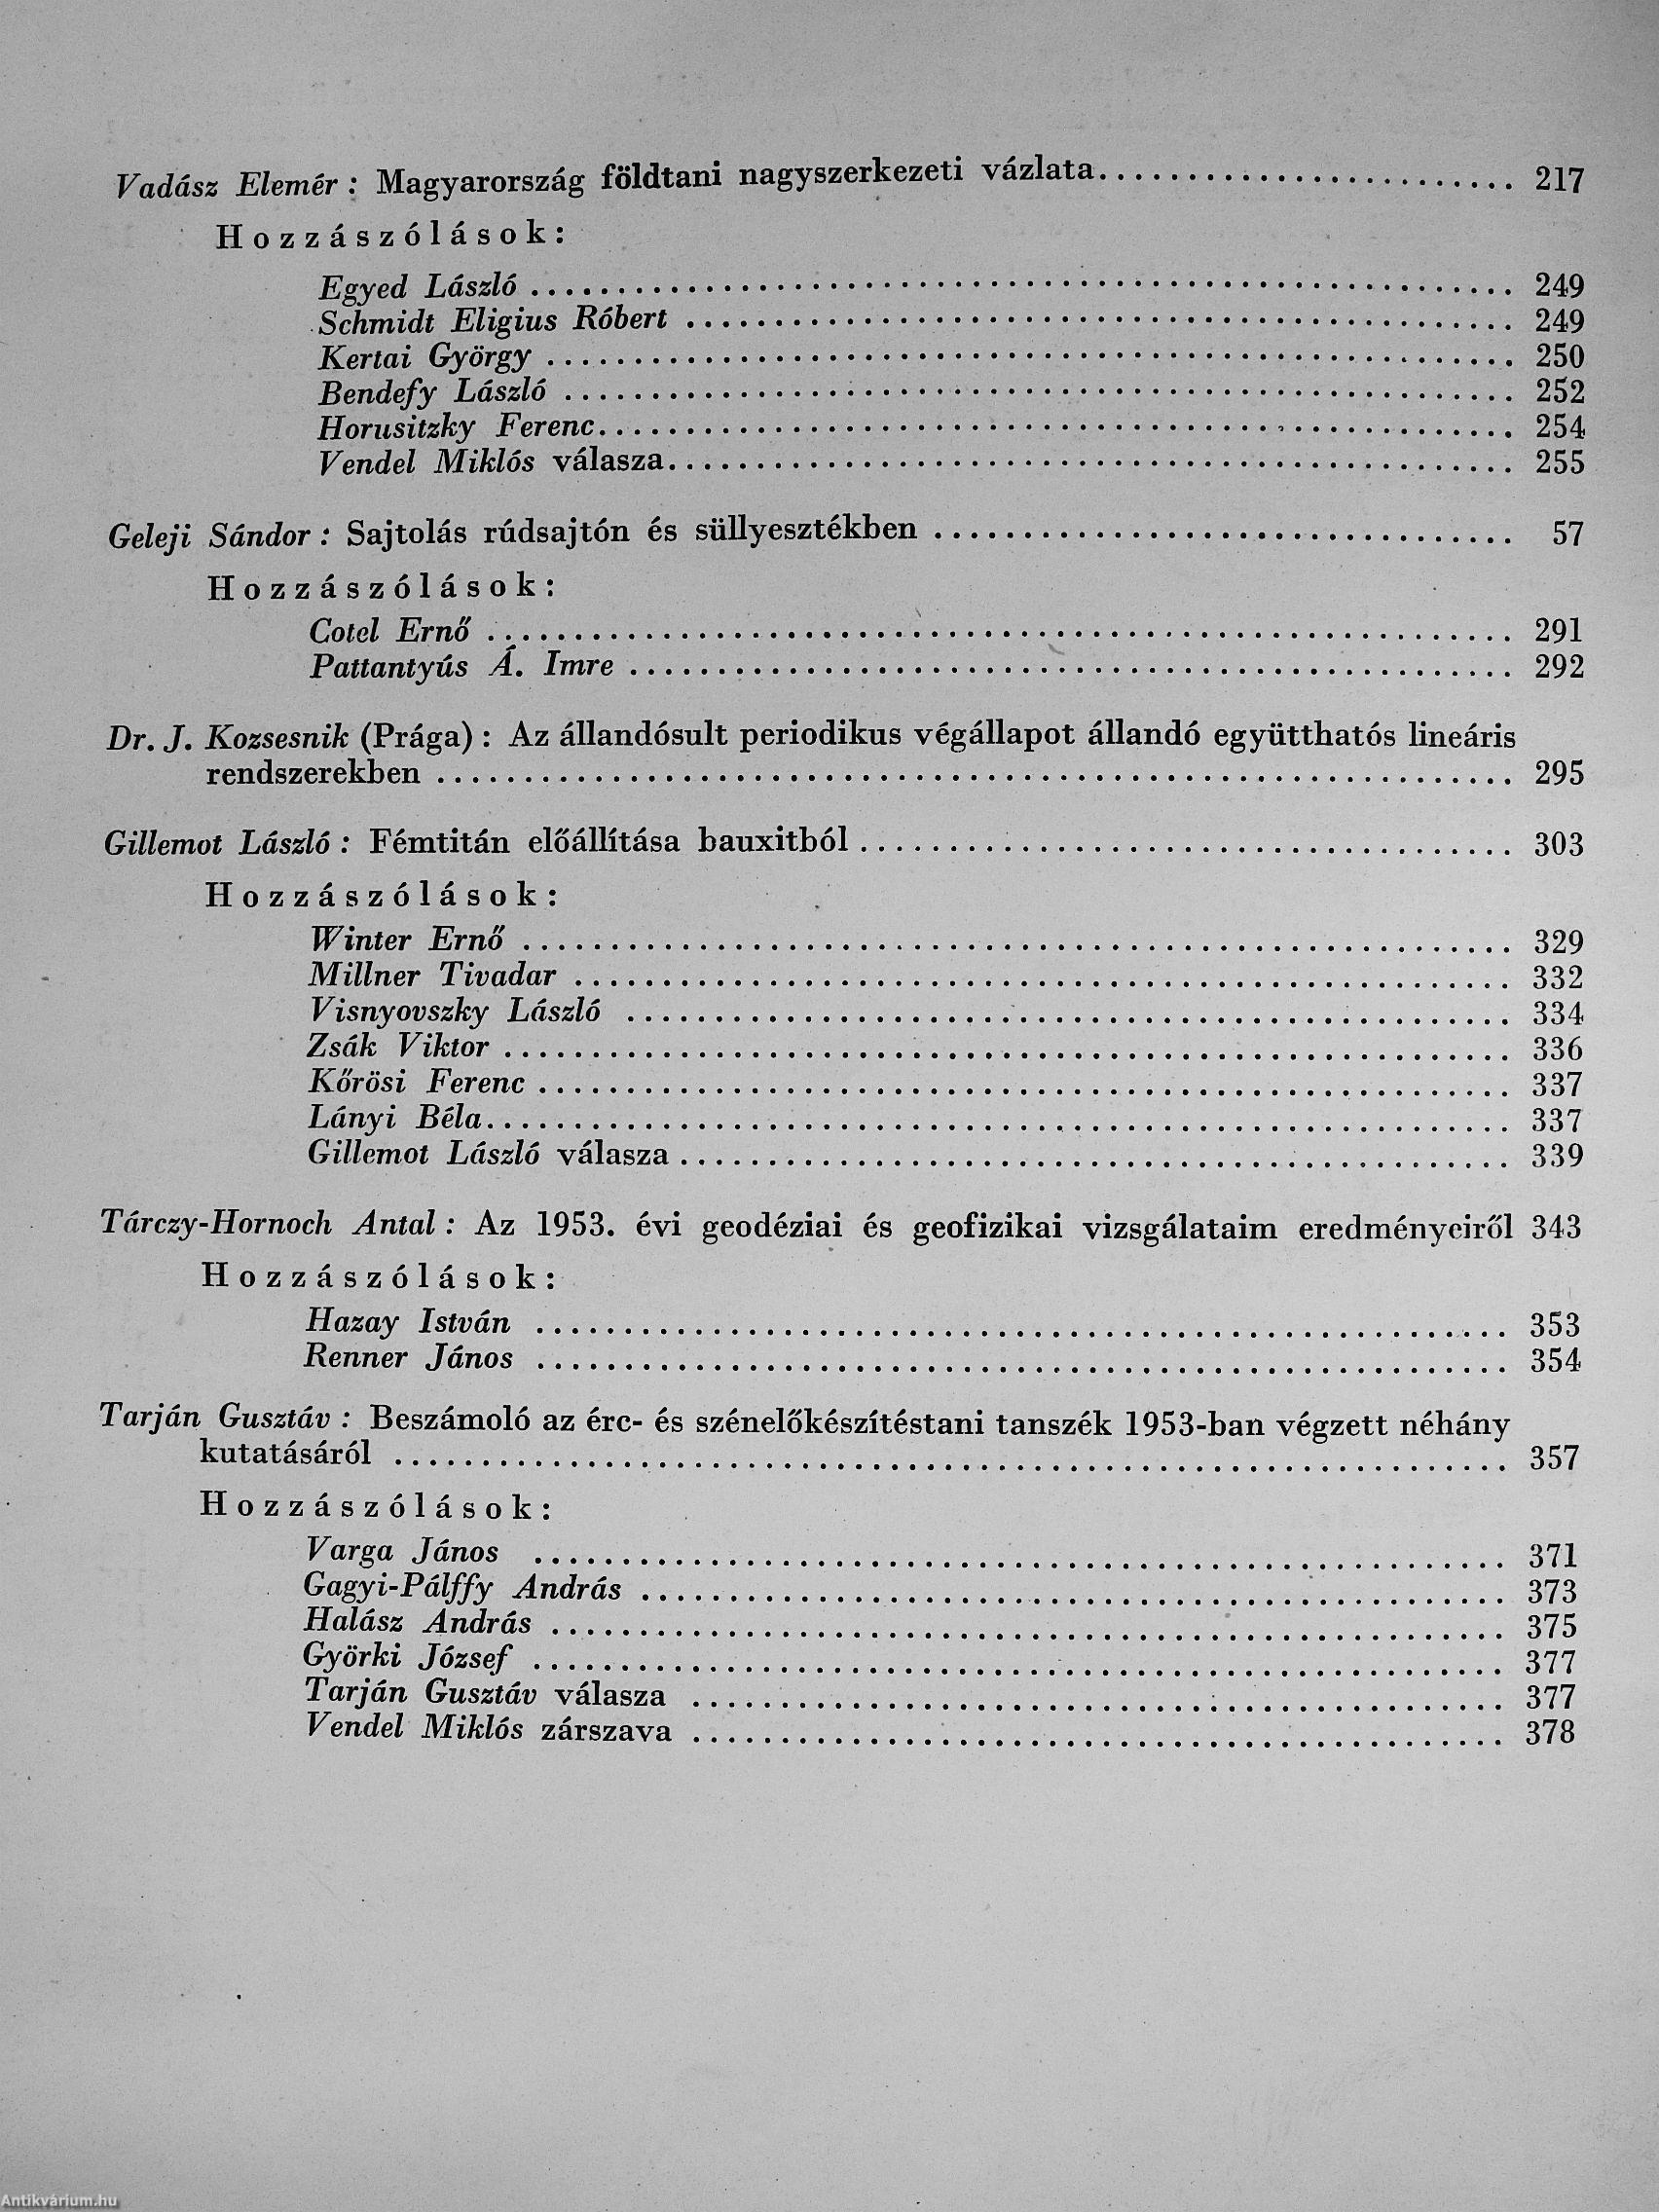 Vadász Elemér : Magyarország földtani nagyszerkezeti vázlata........................ 217
Hozzászólások:
Egyed László ........................................................ 249
Schmidt Eligius Róbert ............................................... 249
Kertai György ....................................................... 250
Bendefy László ...................................................... 252
Horusitzky Ferenc.................................................... 254
Vendel Miklós válasza................................................ 255
Geleji Sándor : Sajtolás rúdsajtón és süllyesztékben ................................. 57
Hozzászólások:
Cotel Ernő .......................................................... 291
Pattantyús Á. Imre .................................................. 292
Dr. J. Kozsesnik (Prága) : Az állandósult periodikus végállapot állandó együtthatós lineáris
rendszerekben ............................................................. 295
Gillemot László : Fémtitán előállítása bauxitból ..................................... 303
Hozzászólások:
Winter Ernő ......................................................... 329
Millner Tivadar ..................................................... 332
Visnyovszky László .................................................. 334
Zsák Viktor ......................................................... 336
Kőrösi Ferenc ....................................................... 337
Lányi Béla........................................................... 337
Gillemot László válasza ............................................... 339
Tárczy-Hornoch Antal : Az 1953. évi geodéziai és geofizikai vizsgálataim eredményeiről 343
Hozzászólások:
Hazay István ........................................................ 353
Renner János ........................................................ 354
Tarján Gusztáv : Beszámoló az érc- és szénelőkészítéstani tanszék 1953-ban végzett néhány
kutatásáról ................................................................ 357
Hozzászólások:
Varga János ......................................................... 371
Gagyi-Pálffy András ................................................. 373
Halász András ....................................................... 375
Györki József ....................................................... 377
Tarján Gusztáv válasza .............................................. 377
Vendel Miklós zárszava .............................................. 378
Antikvárium.hu